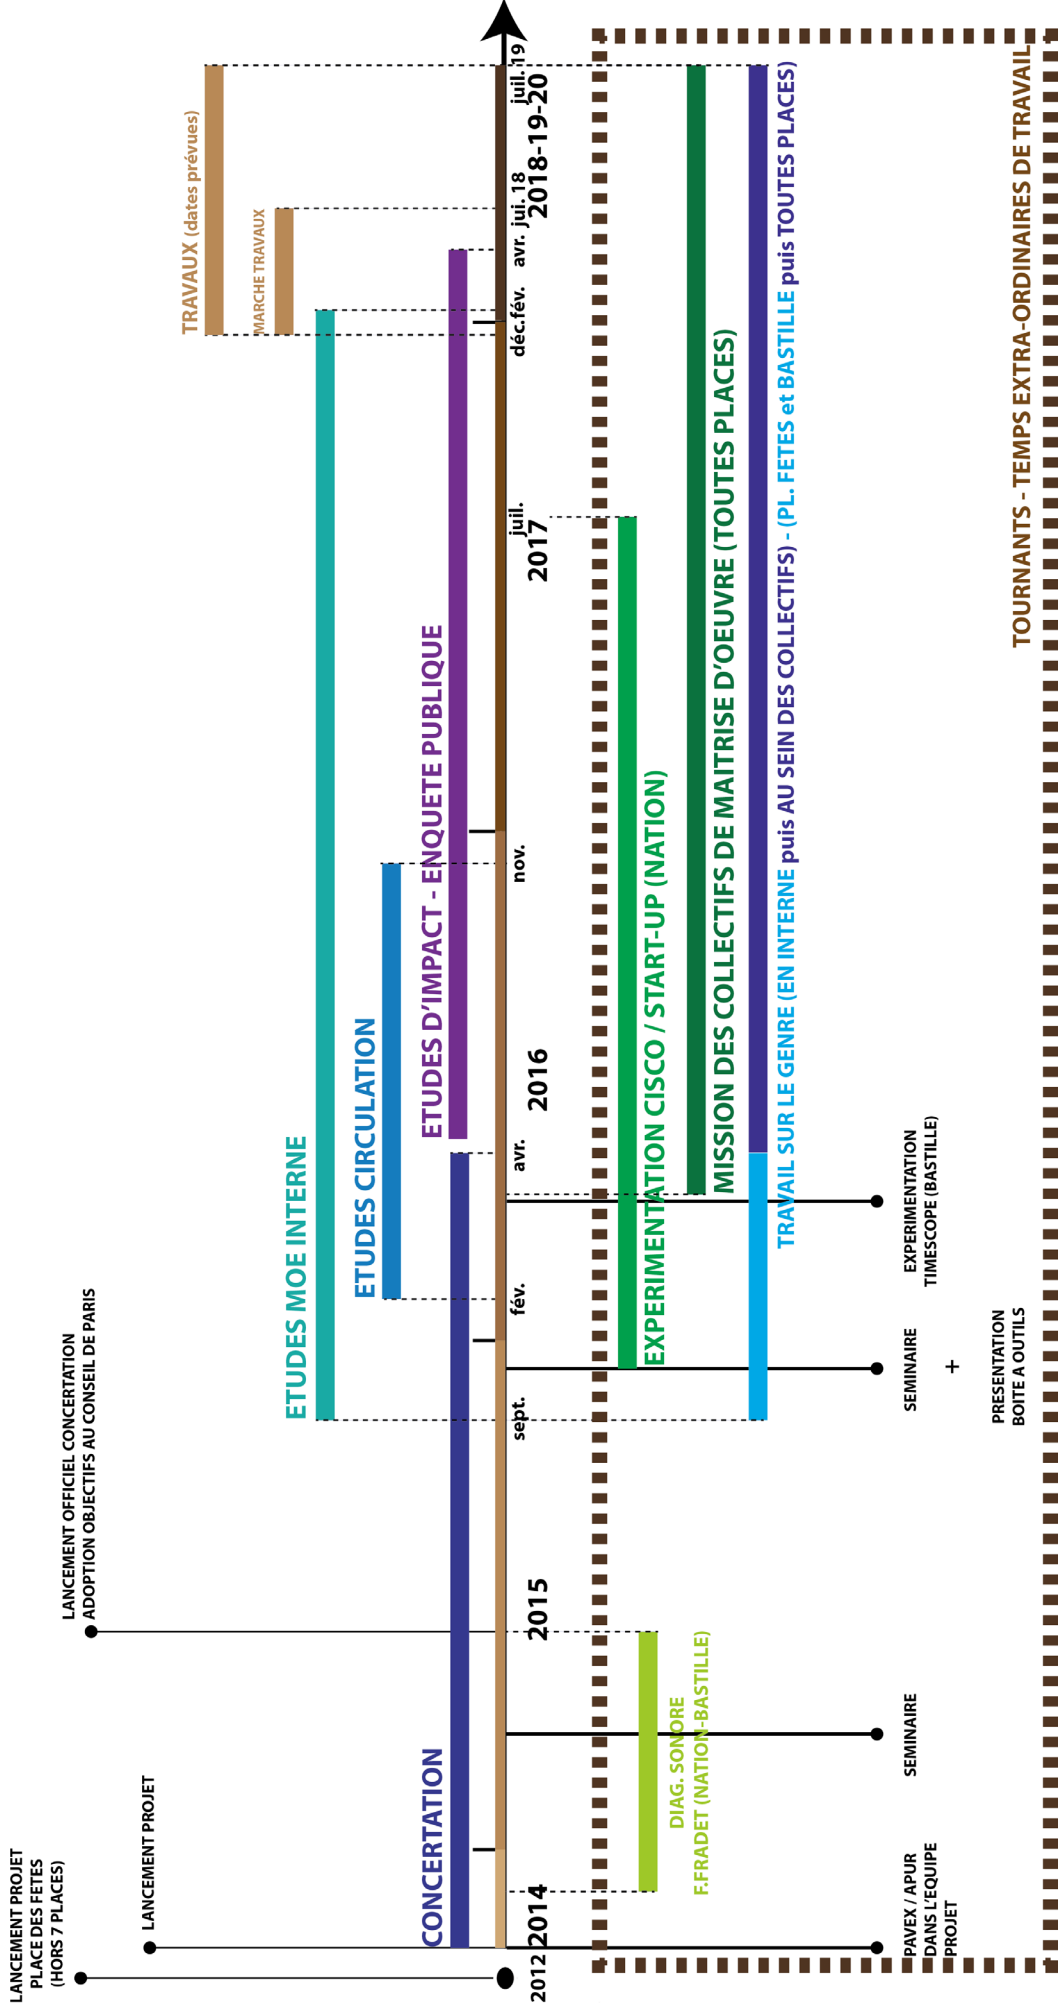 LANCEMENT PROJET
PLACE DES FETES
(HORS 7 PLACES)
LANCEMENT PROJET
LANCEMENT OFFICIEL CONCERTATION
ADOPTION OBJECTIFS AU CONSEIL DE PARIS
TRAVAUX (dates prévues)
MARCHE TRAVAUX
ETUDES MOE INTERNE
ETUDES CIRCULATION
CONCERTATION
ETUDES D'IMPACT - ENQUETE PUBLIQUE
sept.
fév.
avr.
nov.
juil.
déc.
fév.
avr.
jui. 18
juil. 19
2012
2014
2015
2016
2017
2018-19-20
DIAG. SONORE
F.FRADET (NATION-BASTILLE)
EXPERIMENTATION CISCO / START-UP (NATION)
MISSION DES COLLECTIFS DE MAITRISE D'OEUVRE (TOUTES PLACES)
TRAVAIL SUR LE GENRE (EN INTERNE puis AU SEIN DES COLLECTIFS) - (PL. FETES et BASTILLE puis TOUTES PLACES)
PAVEX / APUR
DANS L'EQUIPE
PROJET
SEMINAIRE
SEMINAIRE
+
PRESENTATION
BOITE A OUTILS
EXPERIMENTATION
TIMESCOPE (BASTILLE)
TOURNANTS - TEMPS EXTRA-ORDINAIRES DE TRAVAIL